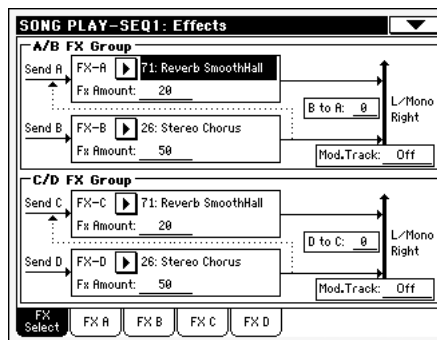 SONG PLAY-SEQ1: Effects
A/B FX Group
Send A
FX-A
71: Reverb SmoothHall
Fx Amount: 20
B to A: 0
L/Mono
Right
Send B
FX-B
26: Stereo Chorus
Fx Amount: 50
Mod.Track: Off
C/D FX Group
Send C
FX-C
71: Reverb SmoothHall
Fx Amount: 20
D to C: 0
L/Mono
Right
Send D
FX-D
26: Stereo Chorus
Fx Amount: 50
Mod.Track: Off
FX Select
FX A
FX B
FX C
FX D